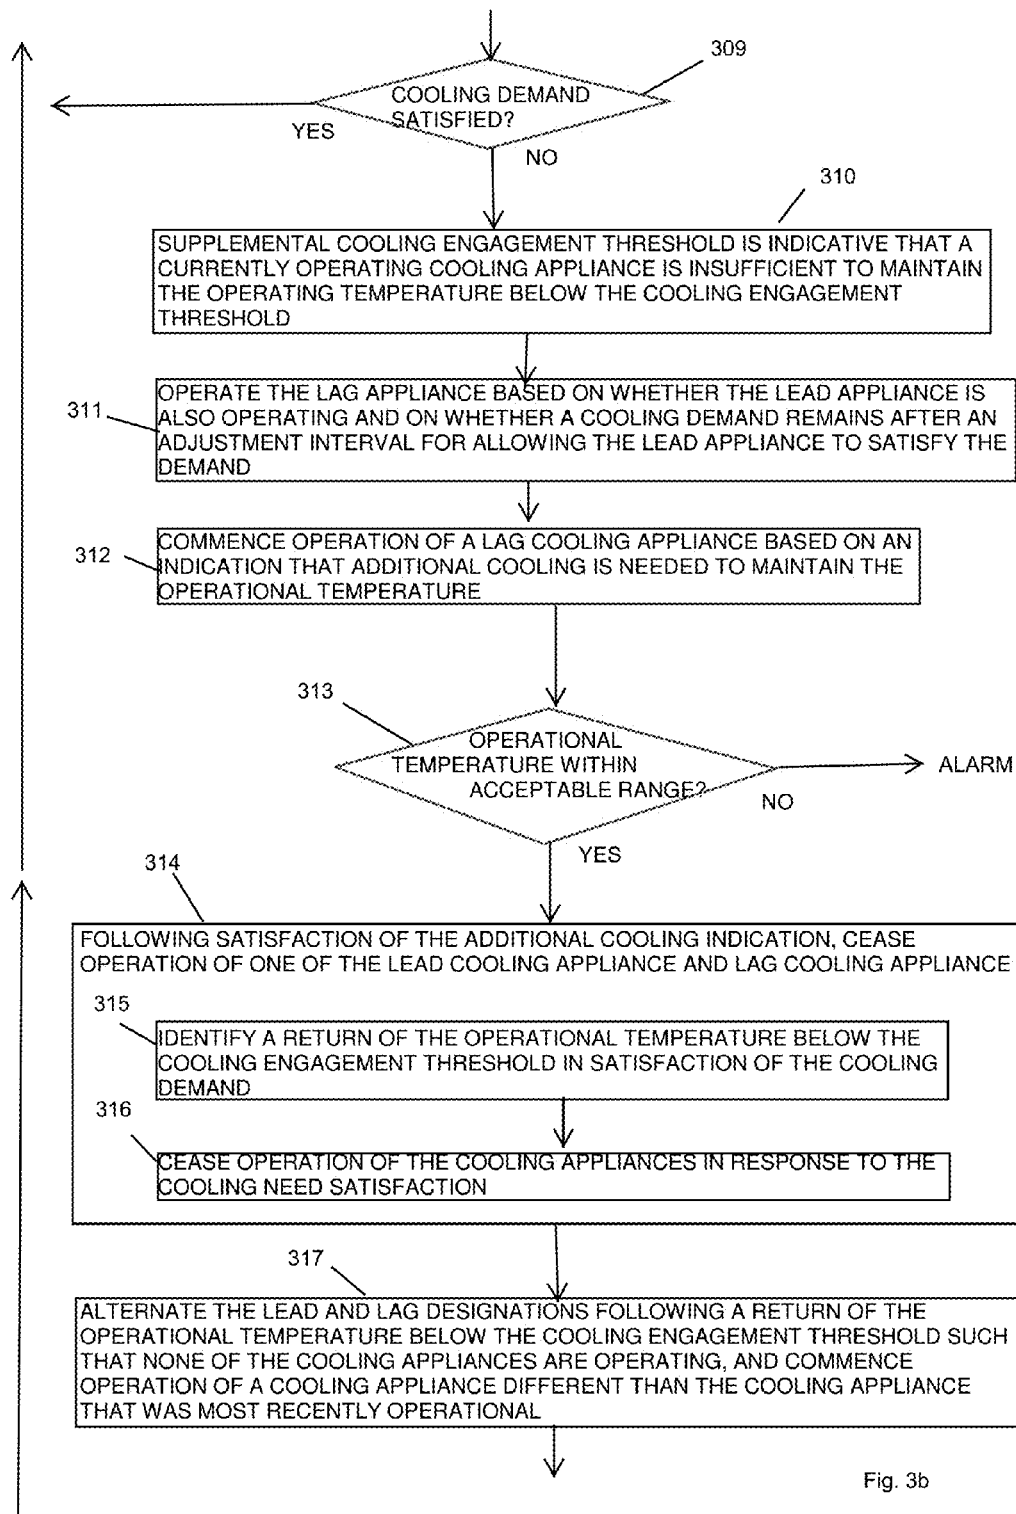 309
COOLING DEMAND
SATISFIED?
YES
NO
310
SUPPLEMENTAL COOLING ENGAGEMENT THRESHOLD IS INDICATIVE THAT A
CURRENTLY OPERATING COOLING APPLIANCE IS INSUFFICIENT TO MAINTAIN
THE OPERATING TEMPERATURE BELOW THE COOLING ENGAGEMENT
THRESHOLD
311
OPERATE THE LAG APPLIANCE BASED ON WHETHER THE LEAD APPLIANCE IS
ALSO OPERATING AND ON WHETHER A COOLING DEMAND REMAINS AFTER AN
ADJUSTMENT INTERVAL FOR ALLOWING THE LEAD APPLIANCE TO SATISFY THE
DEMAND
312
COMMENCE OPERATION OF A LAG COOLING APPLIANCE BASED ON AN
INDICATION THAT ADDITIONAL COOLING IS NEEDED TO MAINTAIN THE
OPERATIONAL TEMPERATURE
313
OPERATIONAL
TEMPERATURE WITHIN
ACCEPTABLE RANGE?
ALARM
NO
YES
314
FOLLOWING SATISFACTION OF THE ADDITIONAL COOLING INDICATION, CEASE
OPERATION OF ONE OF THE LEAD COOLING APPLIANCE AND LAG COOLING APPLIANCE
315
IDENTIFY A RETURN OF THE OPERATIONAL TEMPERATURE BELOW THE
COOLING ENGAGEMENT THRESHOLD IN SATISFACTION OF THE COOLING
DEMAND
316
CEASE OPERATION OF THE COOLING APPLIANCES IN RESPONSE TO THE
COOLING NEED SATISFACTION
317
ALTERNATE THE LEAD AND LAG DESIGNATIONS FOLLOWING A RETURN OF THE
OPERATIONAL TEMPERATURE BELOW THE COOLING ENGAGEMENT THRESHOLD SUCH
THAT NONE OF THE COOLING APPLIANCES ARE OPERATING, AND COMMENCE
OPERATION OF A COOLING APPLIANCE DIFFERENT THAN THE COOLING APPLIANCE
THAT WAS MOST RECENTLY OPERATIONAL
Fig. 3b